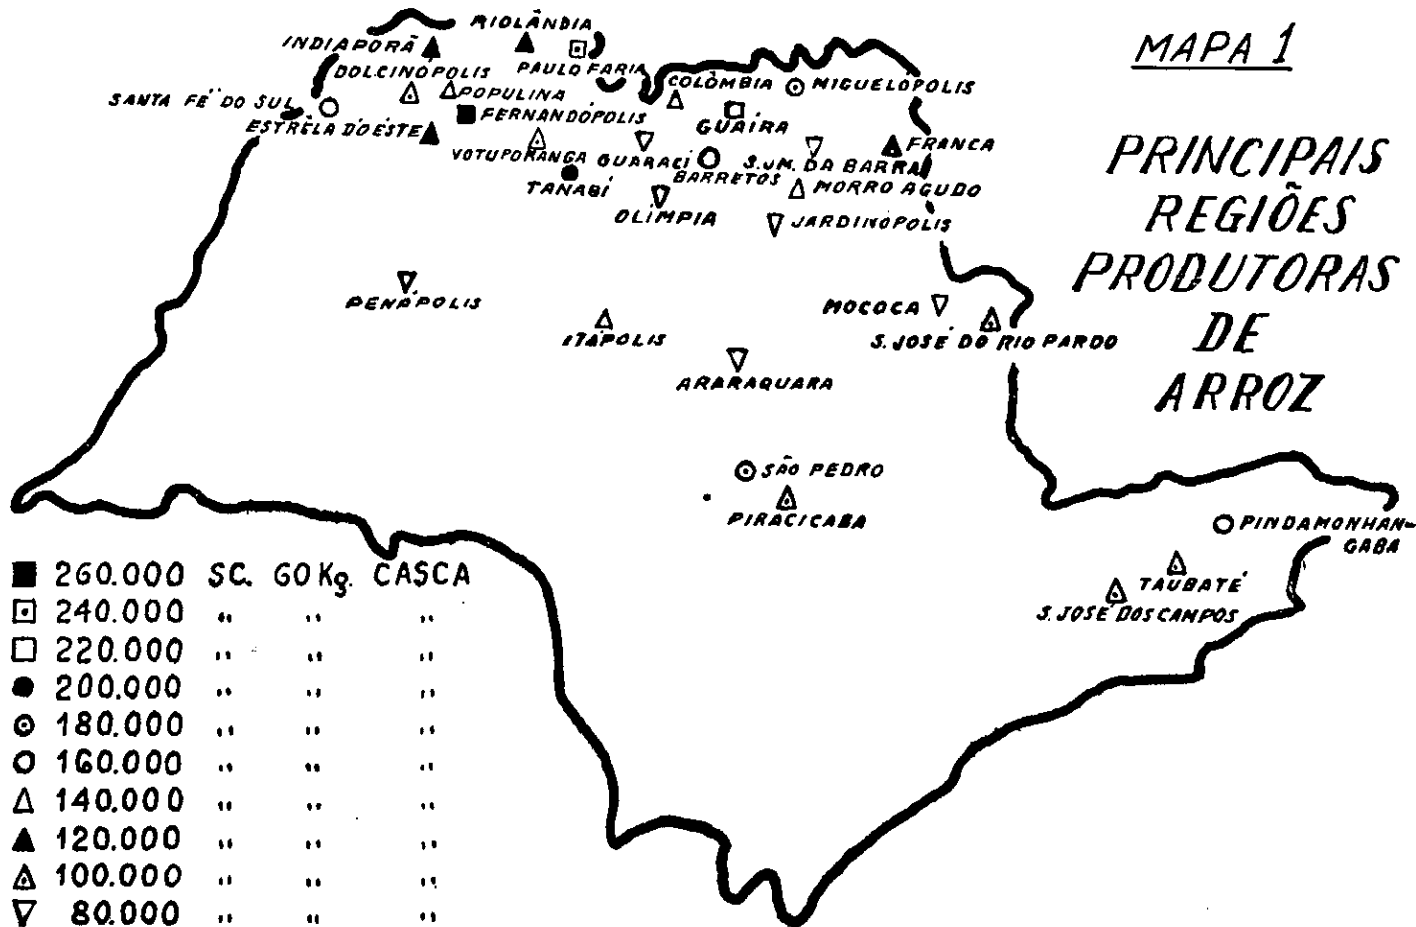 MAPA 1
PRINCIPAIS
REGIÕES
PRODUTORAS
DE
ARROZ
RIOLÂNDIA
INDIAPORÃ
DOLCINÓPOLIS
PAULO FARIA
COLÔMBIA
MIGUELÓPOLIS
SANTA FÉ DO SUL
POPULINA
ESTRÊLA D'OESTE
FERNANDÓPOLIS
GUAÍRA
FRANCA
VOTUPORANGA
GUARACÍ
BARRETOS
S.JM. DA BARRA
TANABÍ
MORRO AGUDO
OLÍMPIA
JARDINÓPOLIS
PENÁPOLIS
ITÁPOLIS
MOCOCA
S. JOSÉ DO RIO PARDO
ARARAQUARA
SÃO PEDRO
PIRACICABA
PINDAMONHAN-
GABA
TAUBATÉ
S. JOSÉ DOS CAMPOS
260.000 SC. 60 Kg. CASCA
240.000 " " "
220.000 " " "
200.000 " " "
180.000 " " "
160.000 " " "
140.000 " " "
120.000 " " "
100.000 " " "
80.000 " " "